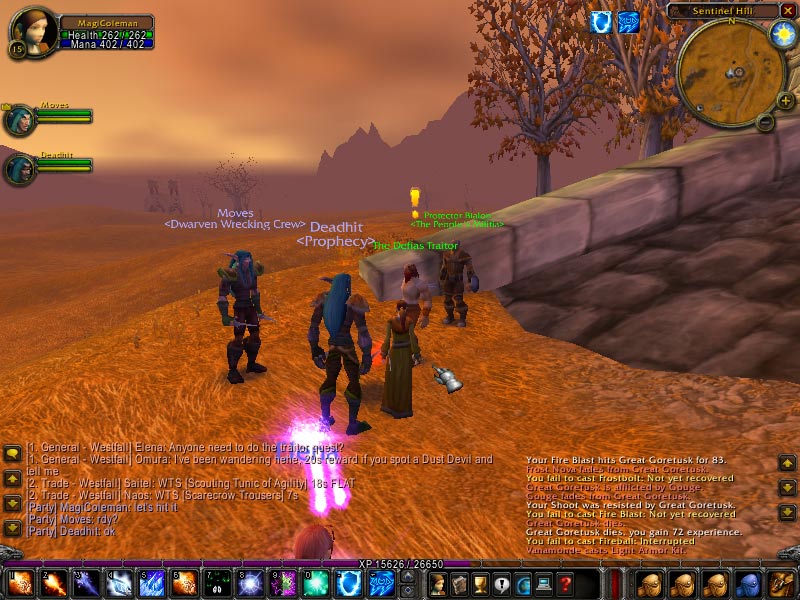 MagiColeman
Health 262 / 262
15
Mana 402 / 402
Moves
Deadhit
Sentinel Hill
N
Moves
<Dwarven Wrecking Crew>
Deadhit
<Prophecy>
Protector Bialon
<The People's Militia>
The Defias Traitor
[1. General - Westfall] Elena: Anyone need to do the traitor quest?
[1. General - Westfall] Omura: I've been wandering here, 20s reward if you spot a Dust Devil and
tell me
[2. Trade - Westfall] Saitel: WTS [Scouting Tunic of Agility] 18s FLAT
[2. Trade - Westfall] Naos: WTS [Scarecrow Trousers] 7s
[Party] MagiColeman: let's hit it
[Party] Moves: rdy?
[Party] Deadhit: ok
Your Fire Blast hits Great Goretusk for 83.
Frost Nova fades from Great Goretusk.
You fail to cast Frostbolt: Not yet recovered
Great Goretusk is afflicted by Gouge.
Gouge fades from Great Goretusk.
Your Shoot was resisted by Great Goretusk.
You fail to cast Fire Blast: Not yet recovered
Great Goretusk dies.
Great Goretusk dies, you gain 72 experience.
You fail to cast Fireball: Interrupted
Vanamonde casts Light Armor Kit.
XP 15626 / 26650